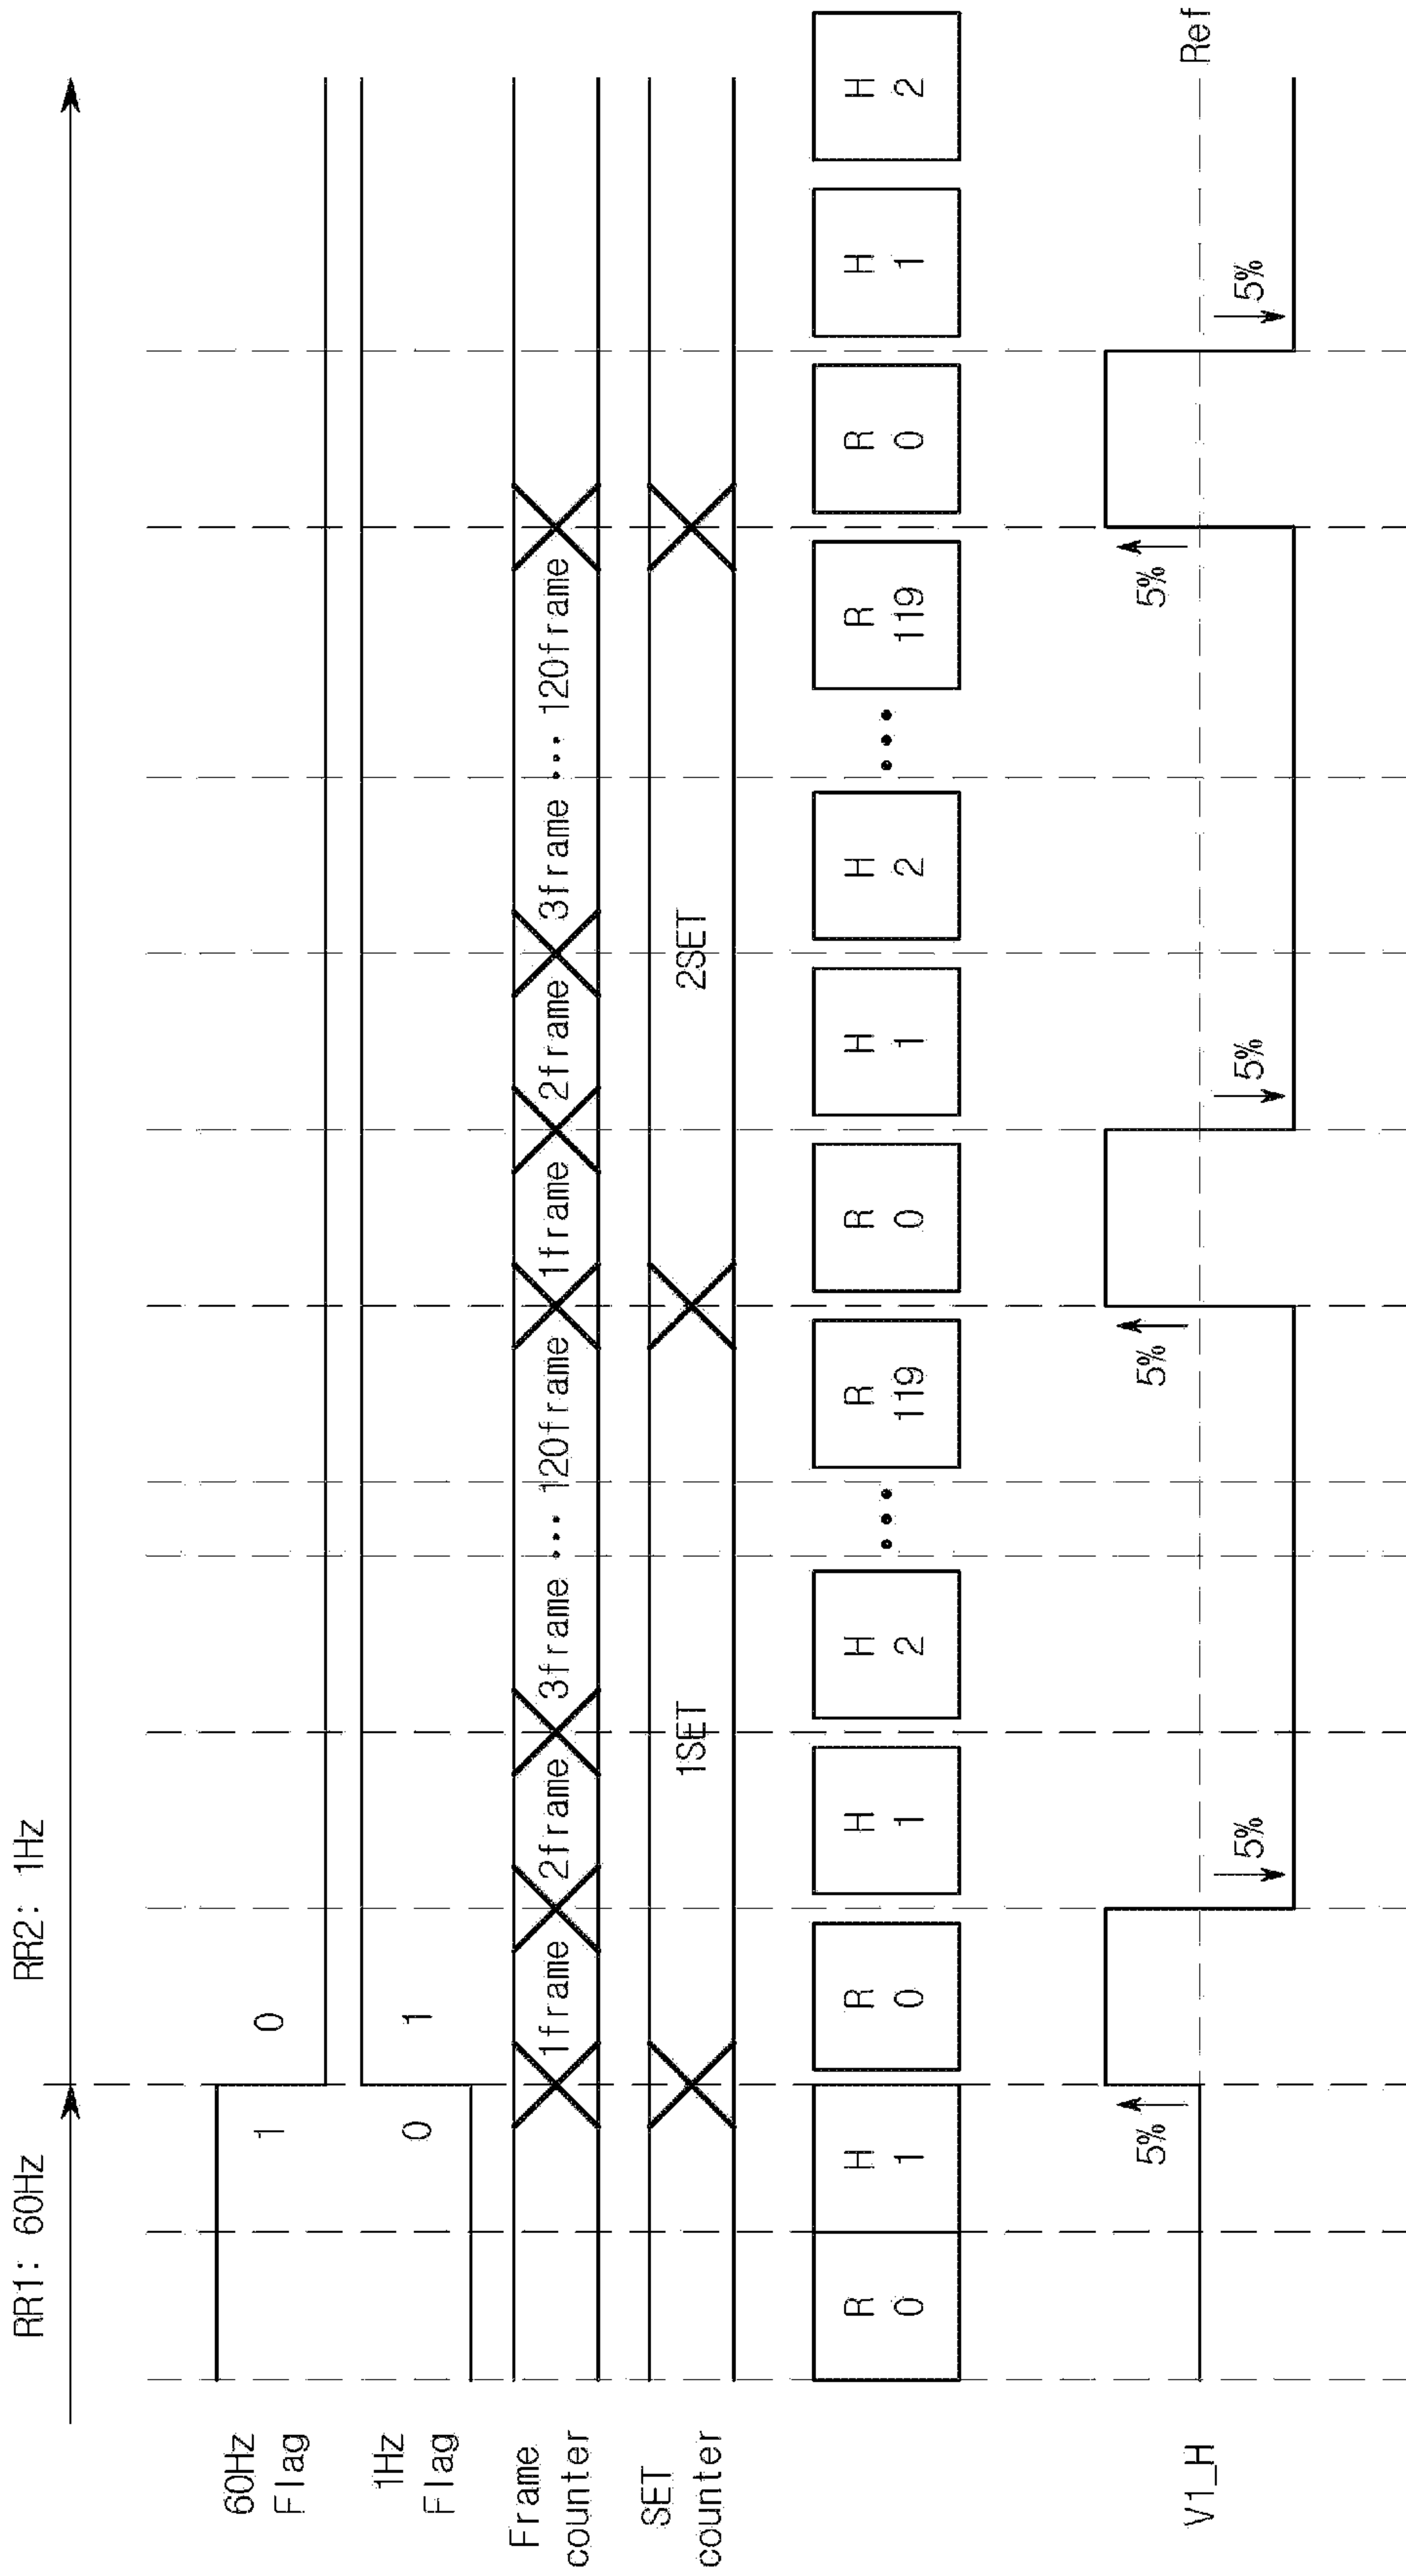 RR1: 60Hz
RR2: 1Hz
60Hz
Flag
1
0
1Hz
Flag
0
1
Frame
counter
1frame
2frame
3frame
...
120frame
1frame
2frame
3frame
...
120frame
SET
counter
1SET
2SET
R
0
H
1
R
0
H
1
H
2
...
R
119
R
0
H
1
H
2
...
R
119
R
0
H
1
H
2
V1_H
5%
5%
5%
5%
5%
5%
Ref